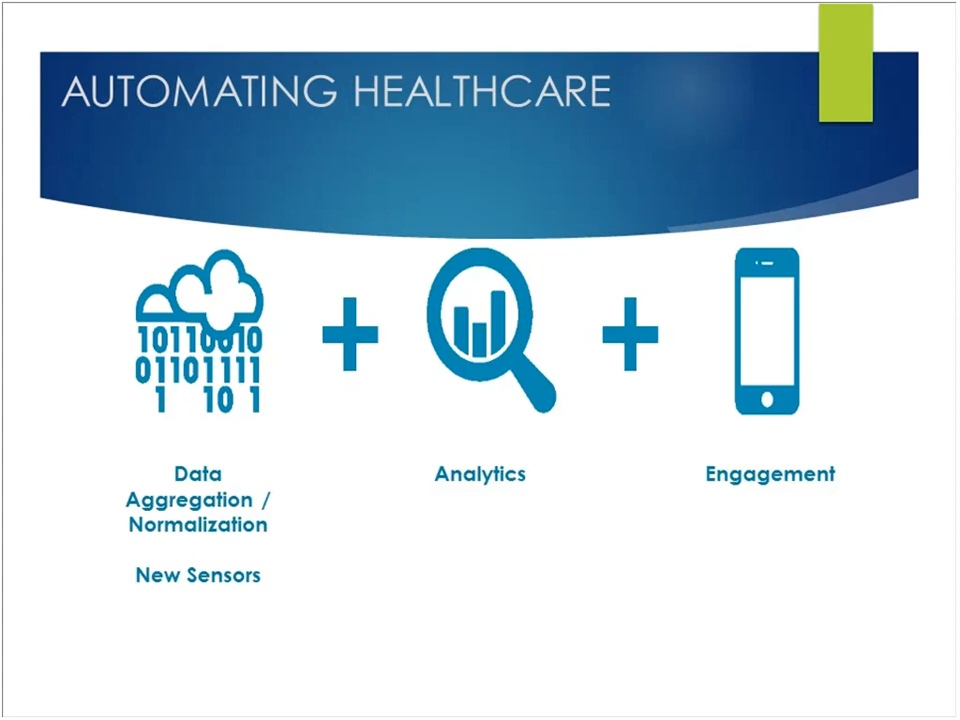 AUTOMATING HEALTHCARE
10110010
01101111
1 10 1
+
+
Data
Aggregation /
Normalization
New Sensors
Analytics
Engagement